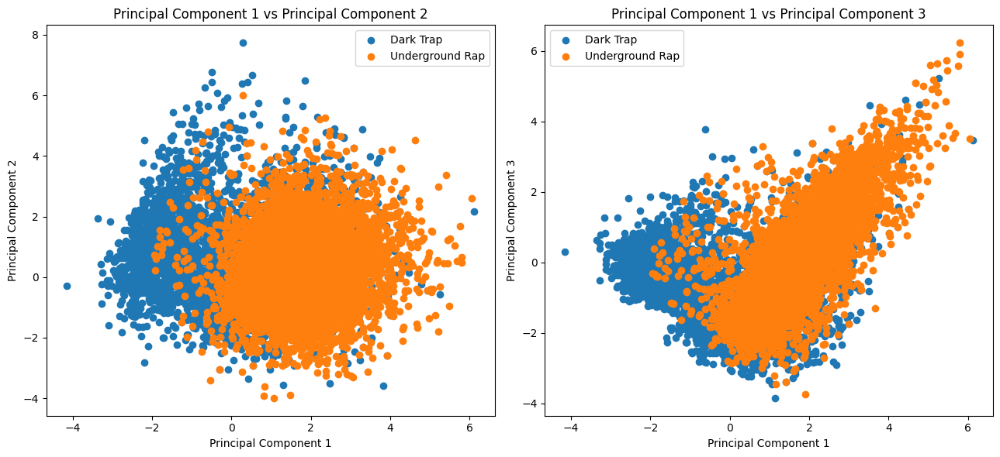 Principal Component 1 vs Principal Component 2
Dark Trap
Underground Rap
8
6
4
2
0
−2
−4
Principal Component 2
−4 −2 0 2 4 6
Principal Component 1
Principal Component 1 vs Principal Component 3
Dark Trap
Underground Rap
6
4
2
0
−2
−4
Principal Component 3
−4 −2 0 2 4 6
Principal Component 1